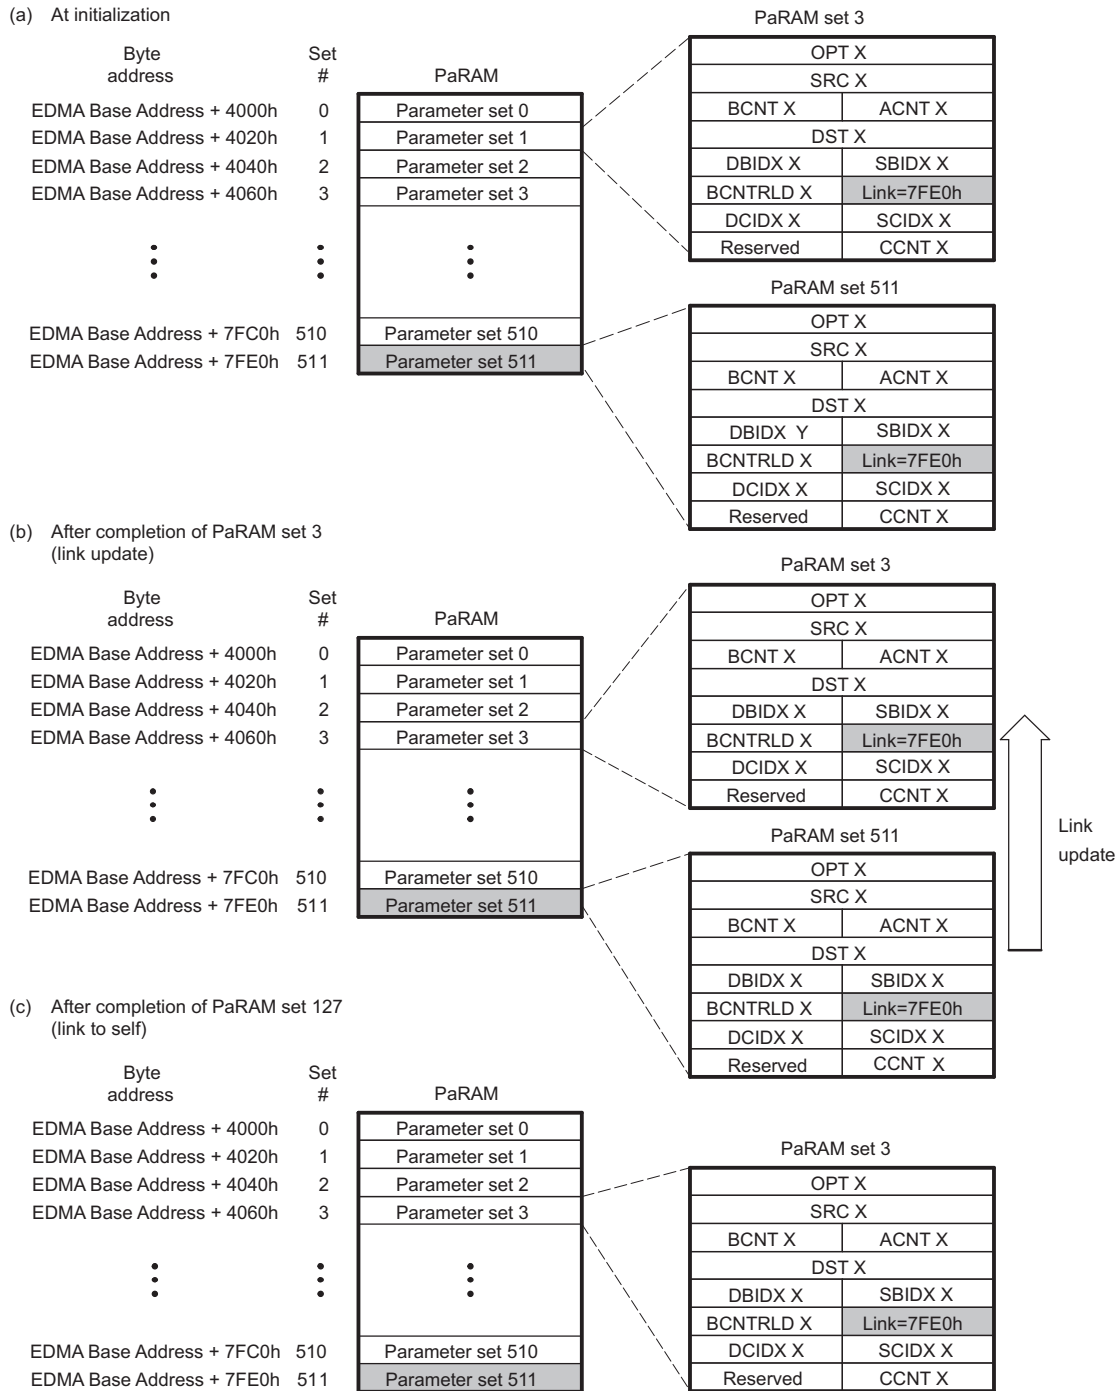 (a) At initialization
Byte address Set # PaRAM
EDMA Base Address + 4000h 0 Parameter set 0
EDMA Base Address + 4020h 1 Parameter set 1
EDMA Base Address + 4040h 2 Parameter set 2
EDMA Base Address + 4060h 3 Parameter set 3
EDMA Base Address + 7FC0h 510 Parameter set 510
EDMA Base Address + 7FE0h 511 Parameter set 511
PaRAM set 3
OPT X
SRC X
BCNT X ACNT X
DST X
DBIDX X SBIDX X
BCNTRLD X Link=7FE0h
DCIDX X SCIDX X
Reserved CCNT X
PaRAM set 511
OPT X
SRC X
BCNT X ACNT X
DST X
DBIDX Y SBIDX X
BCNTRLD X Link=7FE0h
DCIDX X SCIDX X
Reserved CCNT X
(b) After completion of PaRAM set 3
(link update)
Byte address Set # PaRAM
EDMA Base Address + 4000h 0 Parameter set 0
EDMA Base Address + 4020h 1 Parameter set 1
EDMA Base Address + 4040h 2 Parameter set 2
EDMA Base Address + 4060h 3 Parameter set 3
EDMA Base Address + 7FC0h 510 Parameter set 510
EDMA Base Address + 7FE0h 511 Parameter set 511
PaRAM set 3
OPT X
SRC X
BCNT X ACNT X
DST X
DBIDX X SBIDX X
BCNTRLD X Link=7FE0h
DCIDX X SCIDX X
Reserved CCNT X
PaRAM set 511
OPT X
SRC X
BCNT X ACNT X
DST X
DBIDX X SBIDX X
BCNTRLD X Link=7FE0h
DCIDX X SCIDX X
Reserved CCNT X
Link
update
(c) After completion of PaRAM set 127
(link to self)
Byte address Set # PaRAM
EDMA Base Address + 4000h 0 Parameter set 0
EDMA Base Address + 4020h 1 Parameter set 1
EDMA Base Address + 4040h 2 Parameter set 2
EDMA Base Address + 4060h 3 Parameter set 3
EDMA Base Address + 7FC0h 510 Parameter set 510
EDMA Base Address + 7FE0h 511 Parameter set 511
PaRAM set 3
OPT X
SRC X
BCNT X ACNT X
DST X
DBIDX X SBIDX X
BCNTRLD X Link=7FE0h
DCIDX X SCIDX X
Reserved CCNT X